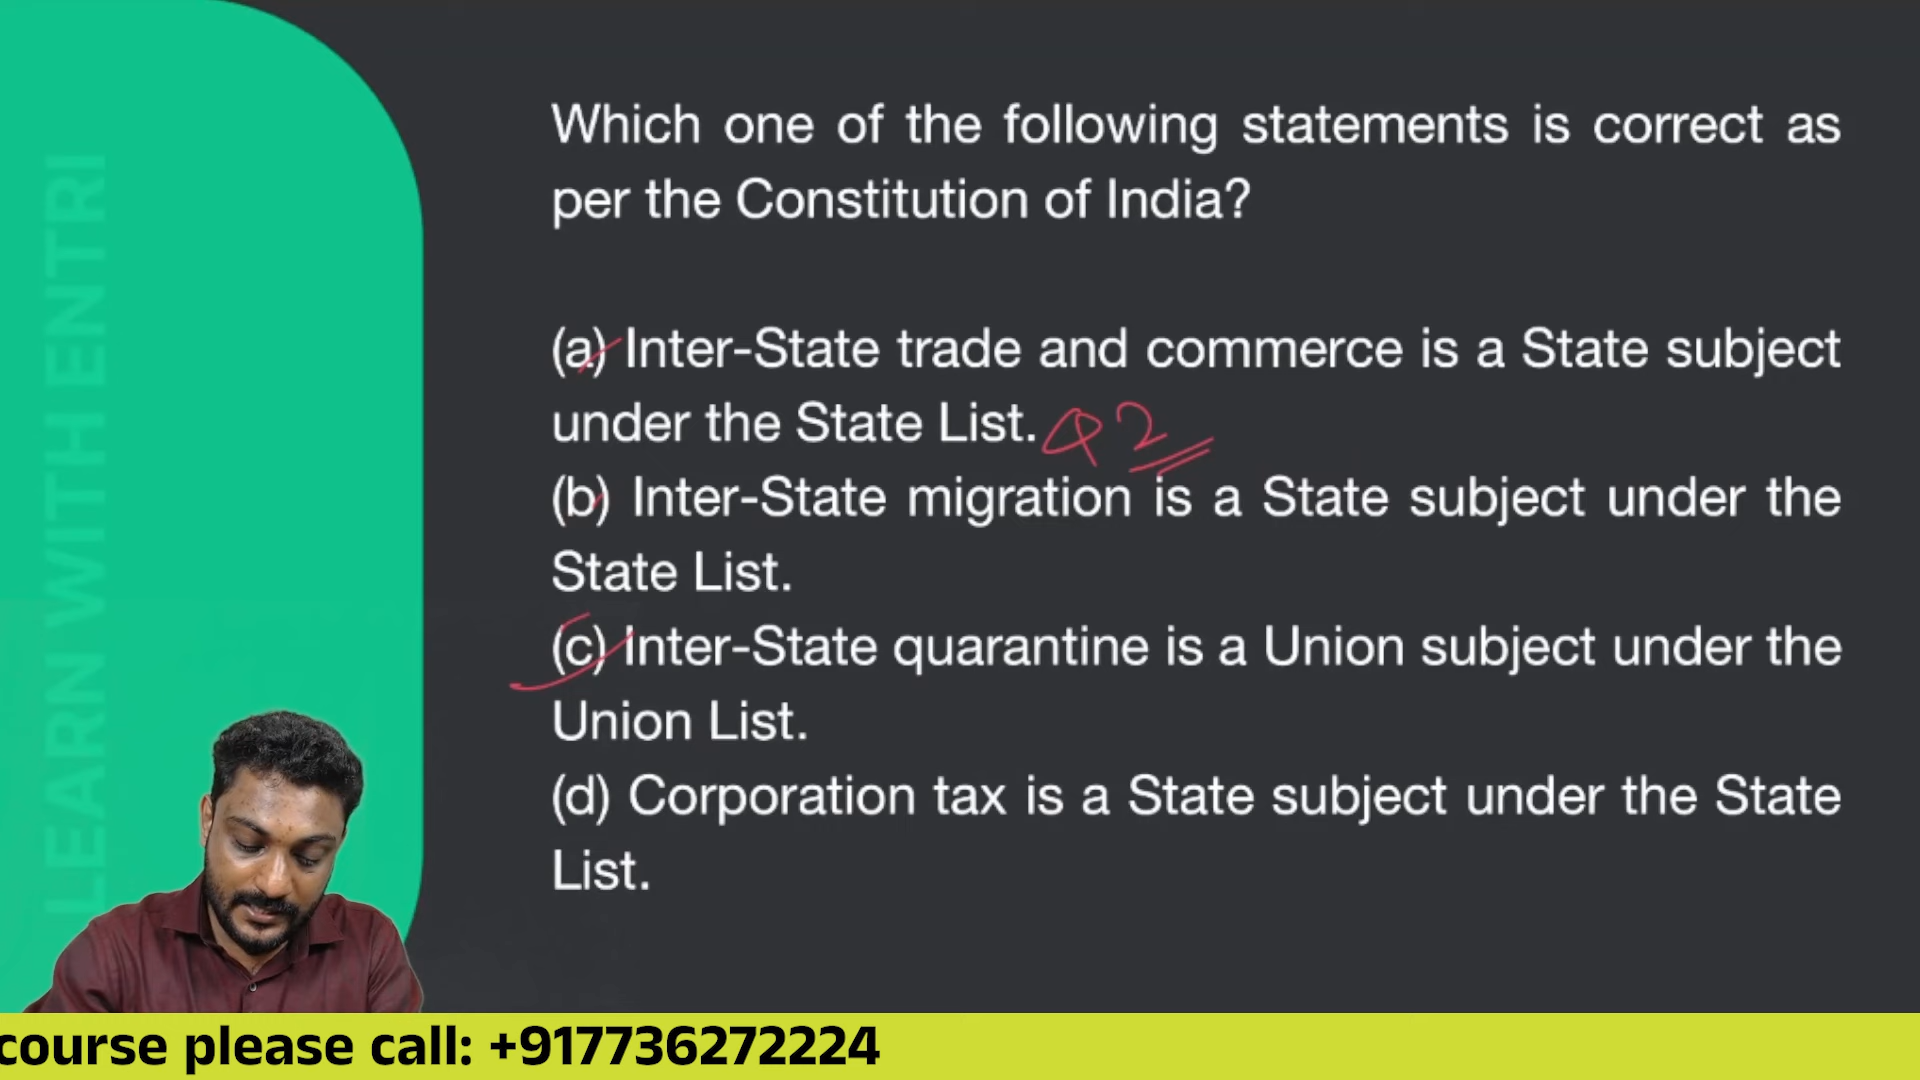 LEARN WITH ENTRI
Which one of the following statements is correct as
per the Constitution of India?
(a) Inter-State trade and commerce is a State subject
under the State List. 42
(b) Inter-State migration is a State subject under the
State List.
(c) Inter-State quarantine is a Union subject under the
Union List.
(d) Corporation tax is a State subject under the State
List.
course please call: +917736272224